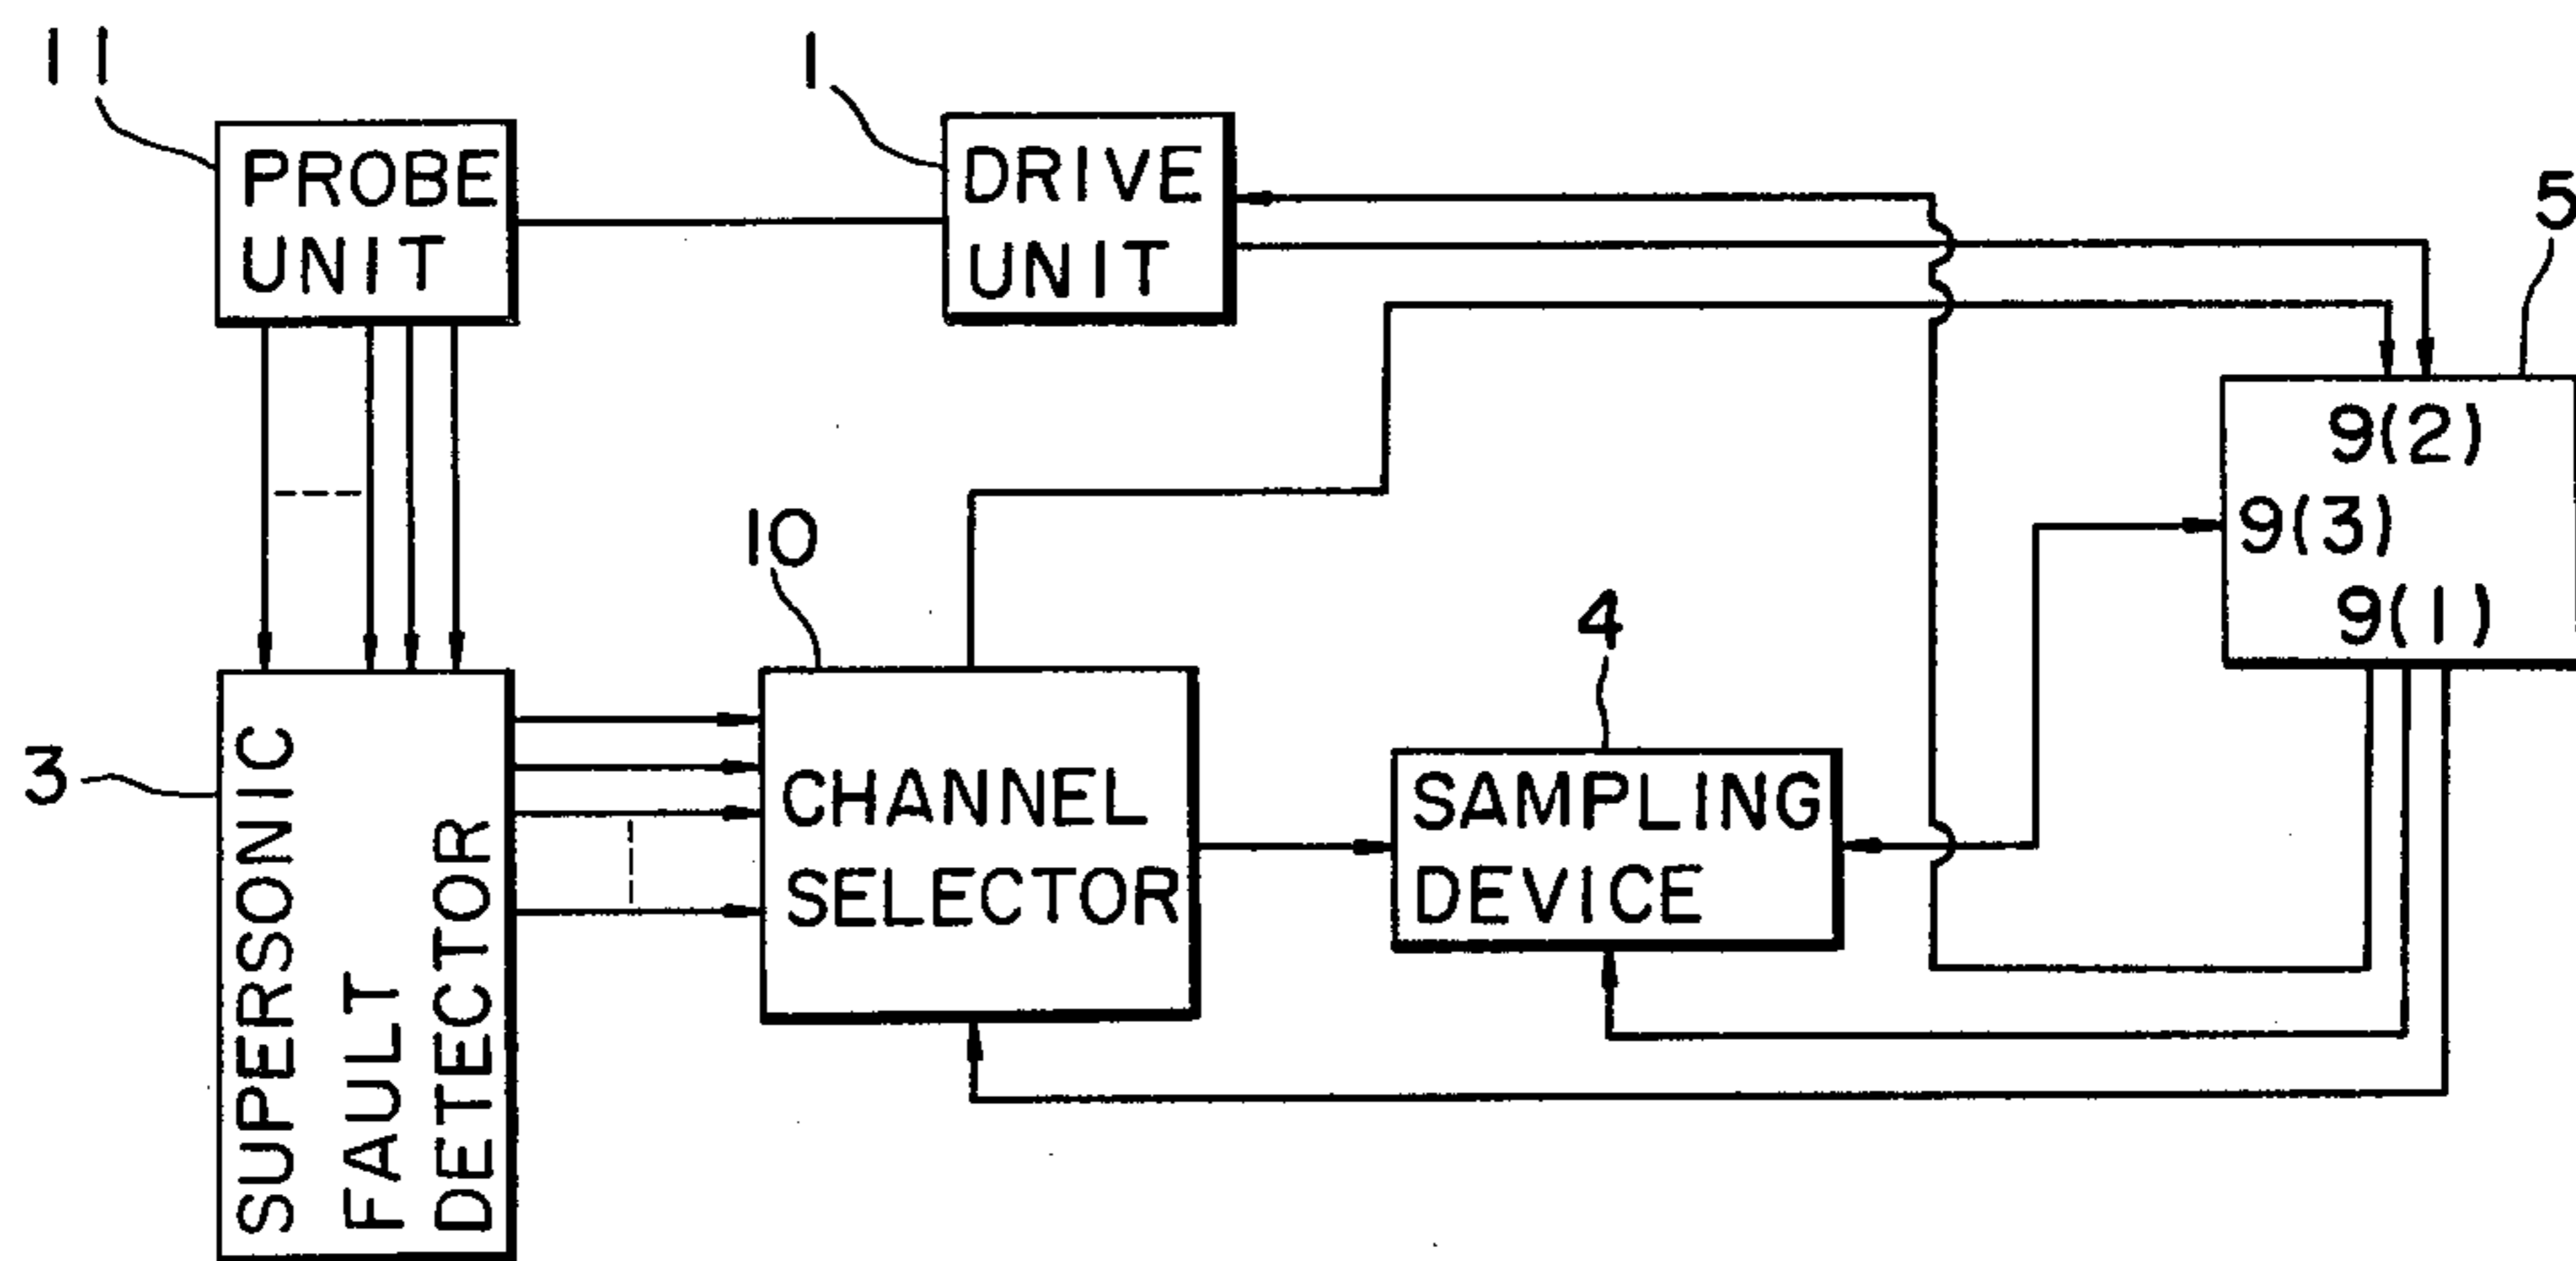 11
PROBE
UNIT
1
DRIVE
UNIT
5
9(2)
9(3)
9(1)
10
CHANNEL
SELECTOR
4
SAMPLING
DEVICE
3
SUPERSONIC
FAULT
DETECTOR